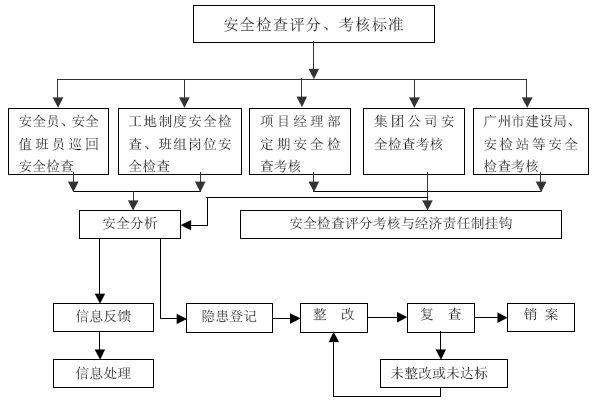 安全检查评分、考核标准
安全员、安全
值班员巡回
安全检查
工地制度安全检
查、班组岗位安
全检查
项目经理部
定期安全检
查考核
集团公司安
全检查考核
广州市建设局、
安检站等安全
检查考核
安全分析
安全检查评分考核与经济责任制挂钩
信息反馈
隐患登记
整 改
复 查
销 案
信息处理
未整改或未达标